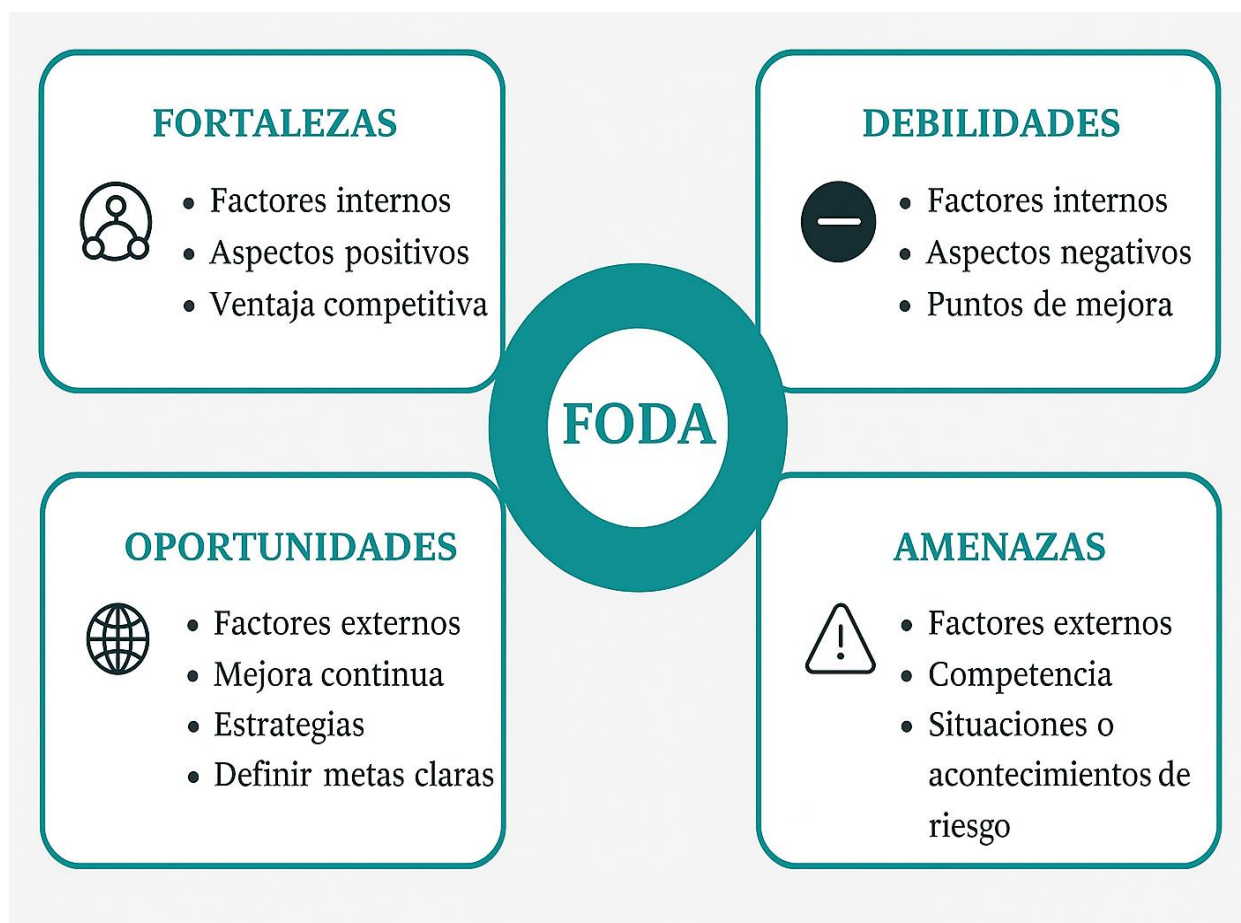 FORTALEZAS
• Factores internos
• Aspectos positivos
• Ventaja competitiva
DEBILIDADES
• Factores internos
• Aspectos negativos
• Puntos de mejora
FODA
OPORTUNIDADES
• Factores externos
• Mejora continua
• Estrategias
• Definir metas claras
AMENAZAS
• Factores externos
• Competencia
• Situaciones o
acontecimientos de
riesgo